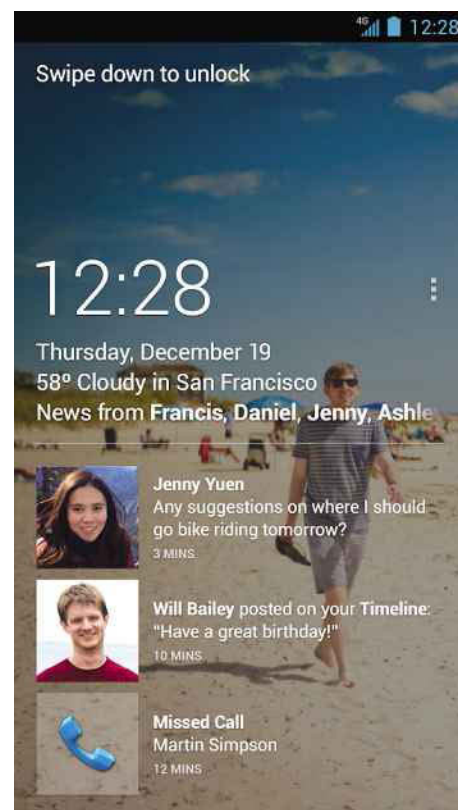 4G 12:28
Swipe down to unlock
12:28
Thursday, December 19
58º Cloudy in San Francisco
News from Francis, Daniel, Jenny, Ashle
Jenny Yuen
Any suggestions on where I should
go bike riding tomorrow?
3 MINS
Will Bailey posted on your Timeline:
"Have a great birthday!"
10 MINS
Missed Call
Martin Simpson
12 MINS